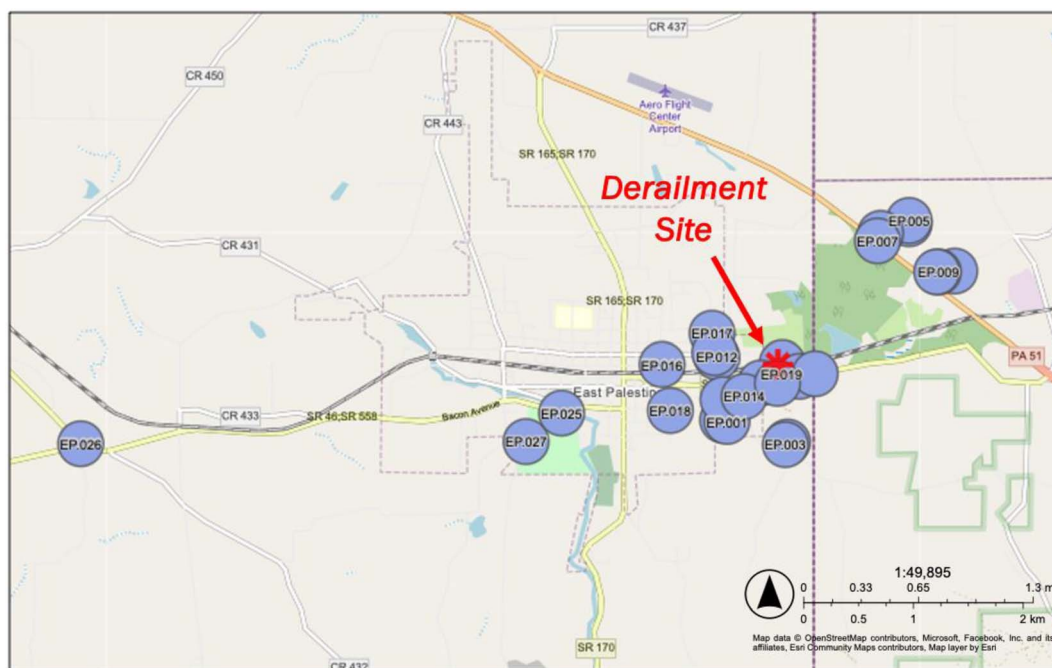 CR 437
CR 450
Aero Flight
Center
Airport
CR 443
SR 165;SR 170
Derailment
Site
EP.005
EP.007
CR 431
EP.009
SR 165;SR 170
EP.017
EP.012
EP.016
EP.019
PA 51
East Palestin
EP.014
CR 433
SR 46;SR 558
Bacon Avenue
EP.025
EP.018
EP.001
EP.026
EP.027
EP.003
1:49,895
0 0.33 0.65 1.3 m
0 0.5 1 2 km
Map data © OpenStreetMap contributors, Microsoft, Facebook, Inc. and its
affiliates, Esri Community Maps contributors, Map layer by Esri
SR 170
CR 432